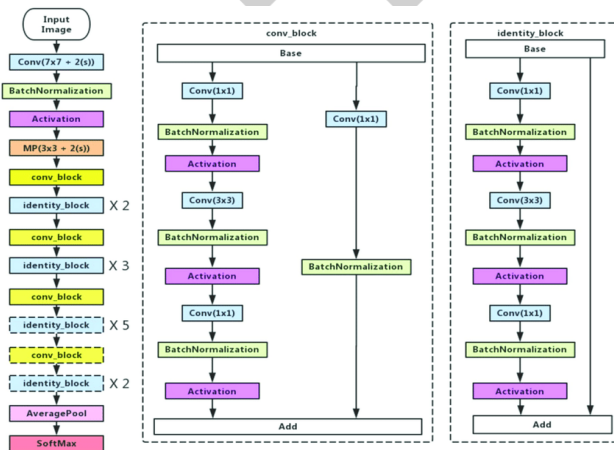 Input
Image
Conv(7x7 + 2(s))
BatchNormalization
Activation
MP(3x3 + 2(s))
conv_block
identity_block X 2
conv_block
identity_block X 3
conv_block
identity_block X 5
conv_block
identity_block X 2
AveragePool
SoftMax
conv_block
Base
Conv(1x1)
BatchNormalization
Activation
Conv(3x3)
BatchNormalization
Activation
Conv(1x1)
BatchNormalization
Activation
Conv(1x1)
BatchNormalization
Add
identity_block
Base
Conv(1x1)
BatchNormalization
Activation
Conv(3x3)
BatchNormalization
Activation
Conv(1x1)
BatchNormalization
Activation
Add